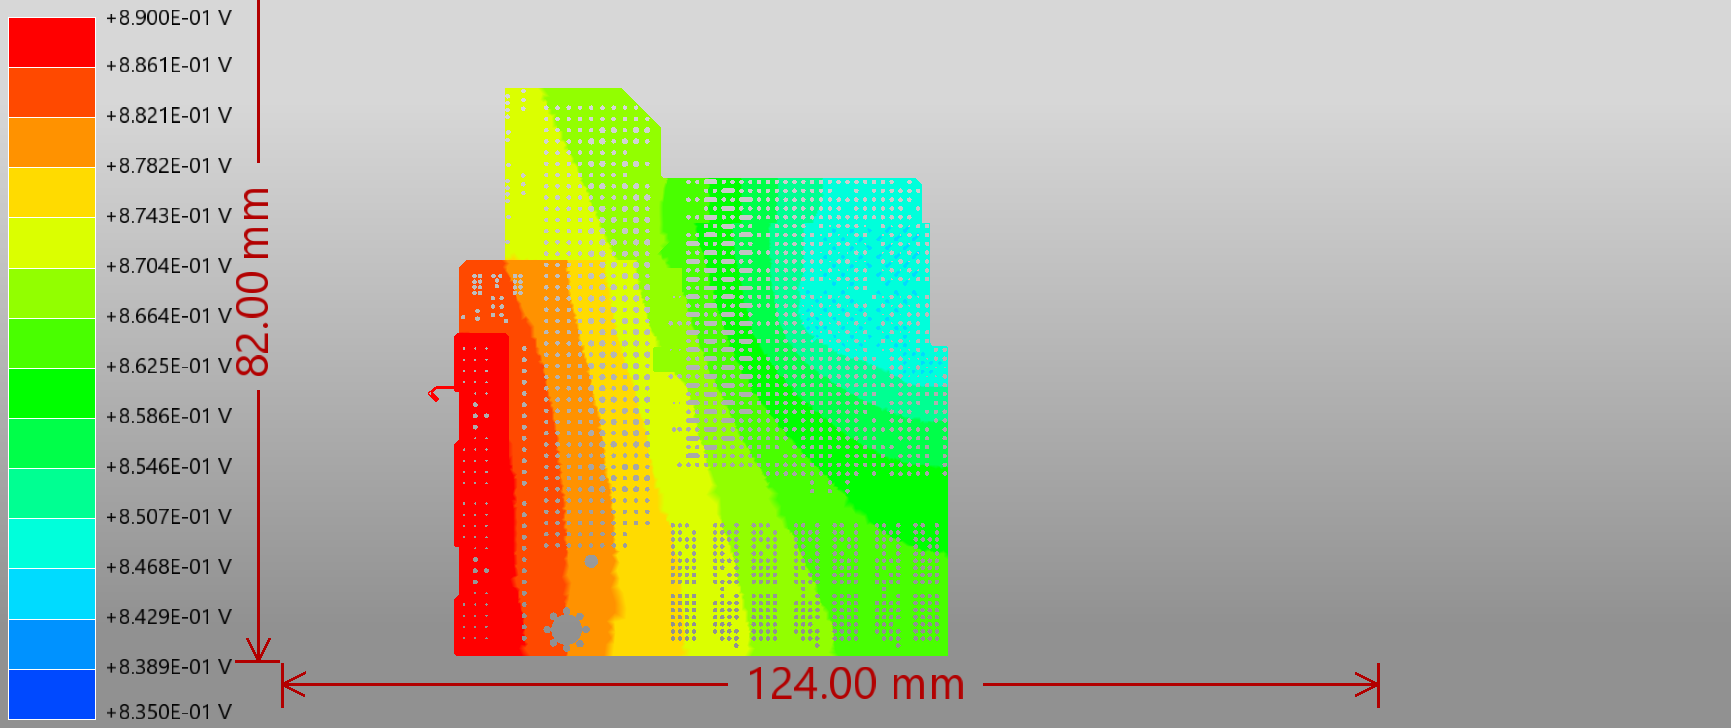 +8.900E-01 V
+8.861E-01 V
+8.821E-01 V
+8.782E-01 V
+8.743E-01 V
+8.704E-01 V
+8.664E-01 V
+8.625E-01 V
+8.586E-01 V
+8.546E-01 V
+8.507E-01 V
+8.468E-01 V
+8.429E-01 V
+8.389E-01 V
+8.350E-01 V
82.00 mm
124.00 mm